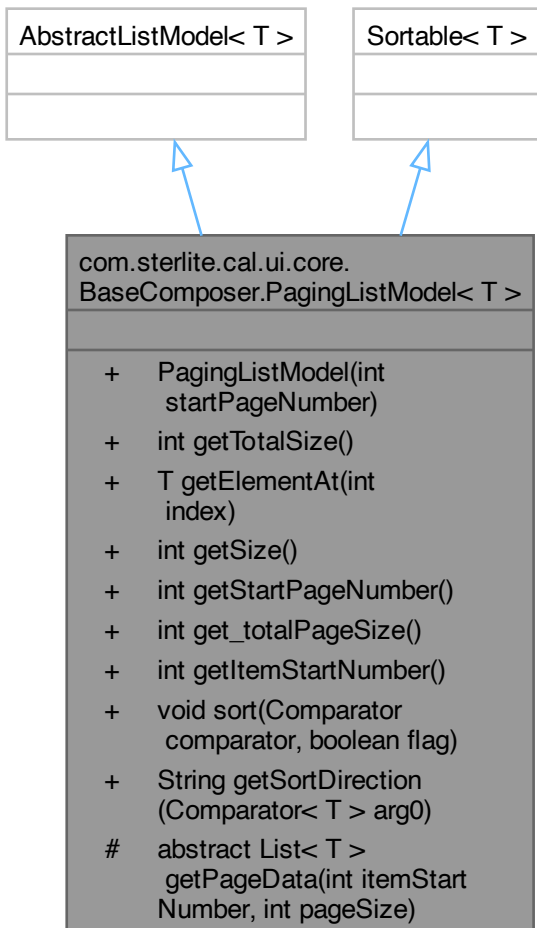 AbstractListModel< T >
Sortable< T >
com.sterlite.cal.ui.core.
BaseComposer.PagingListModel< T >
+ PagingListModel(int
startPageNumber)
+ int getTotalSize()
+ T getElementAt(int
index)
+ int getSize()
+ int getStartPageNumber()
+ int get_totalPageSize()
+ int getItemStartNumber()
+ void sort(Comparator
comparator, boolean flag)
+ String getSortDirection
(Comparator< T > arg0)
# abstract List< T >
getPageData(int itemStart
Number, int pageSize)